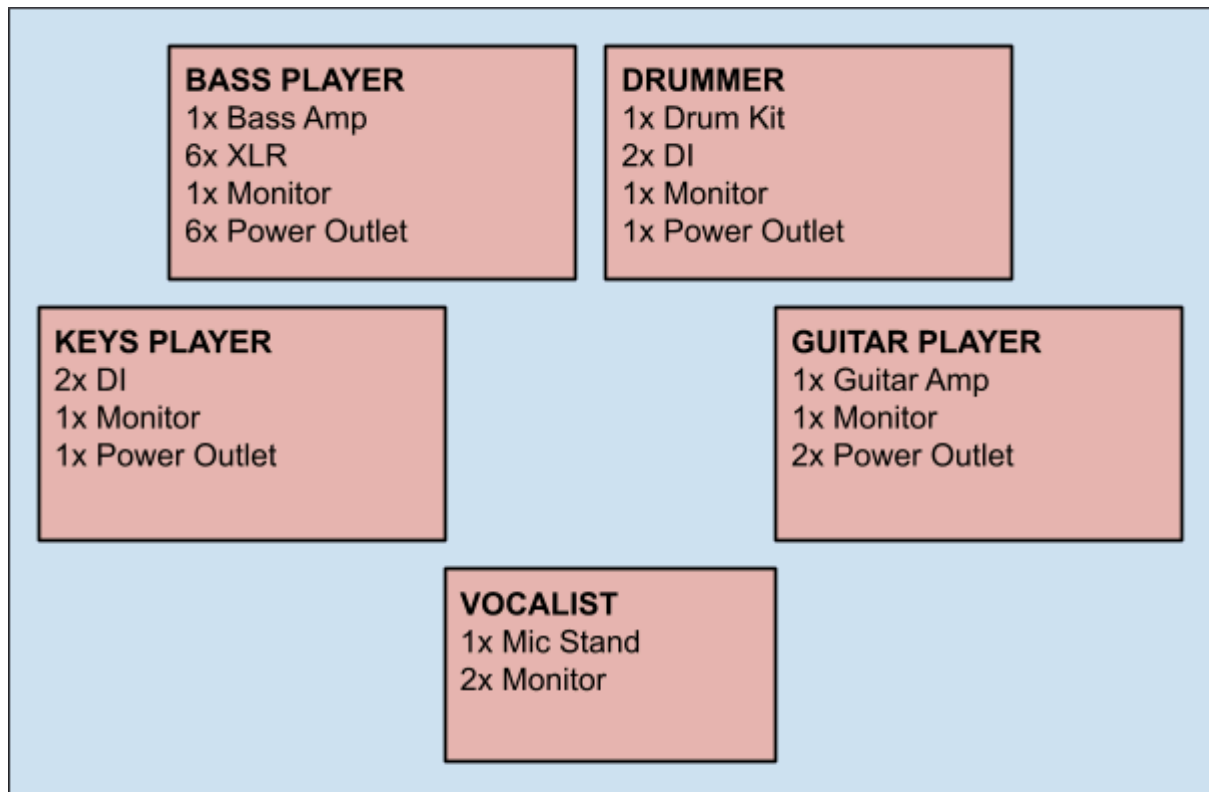 BASS PLAYER
1x Bass Amp
6x XLR
1x Monitor
6x Power Outlet
DRUMMER
1x Drum Kit
2x DI
1x Monitor
1x Power Outlet
KEYS PLAYER
2x DI
1x Monitor
1x Power Outlet
GUITAR PLAYER
1x Guitar Amp
1x Monitor
2x Power Outlet
VOCALIST
1x Mic Stand
2x Monitor